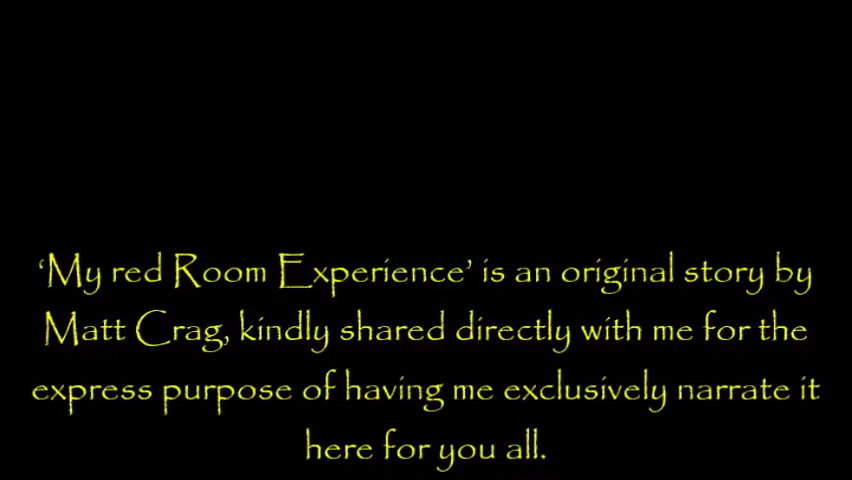 ‘My red Room Experience’ is an original story by
Matt Crag, kindly shared directly with me for the
express purpose of having me exclusively narrate it
here for you all.